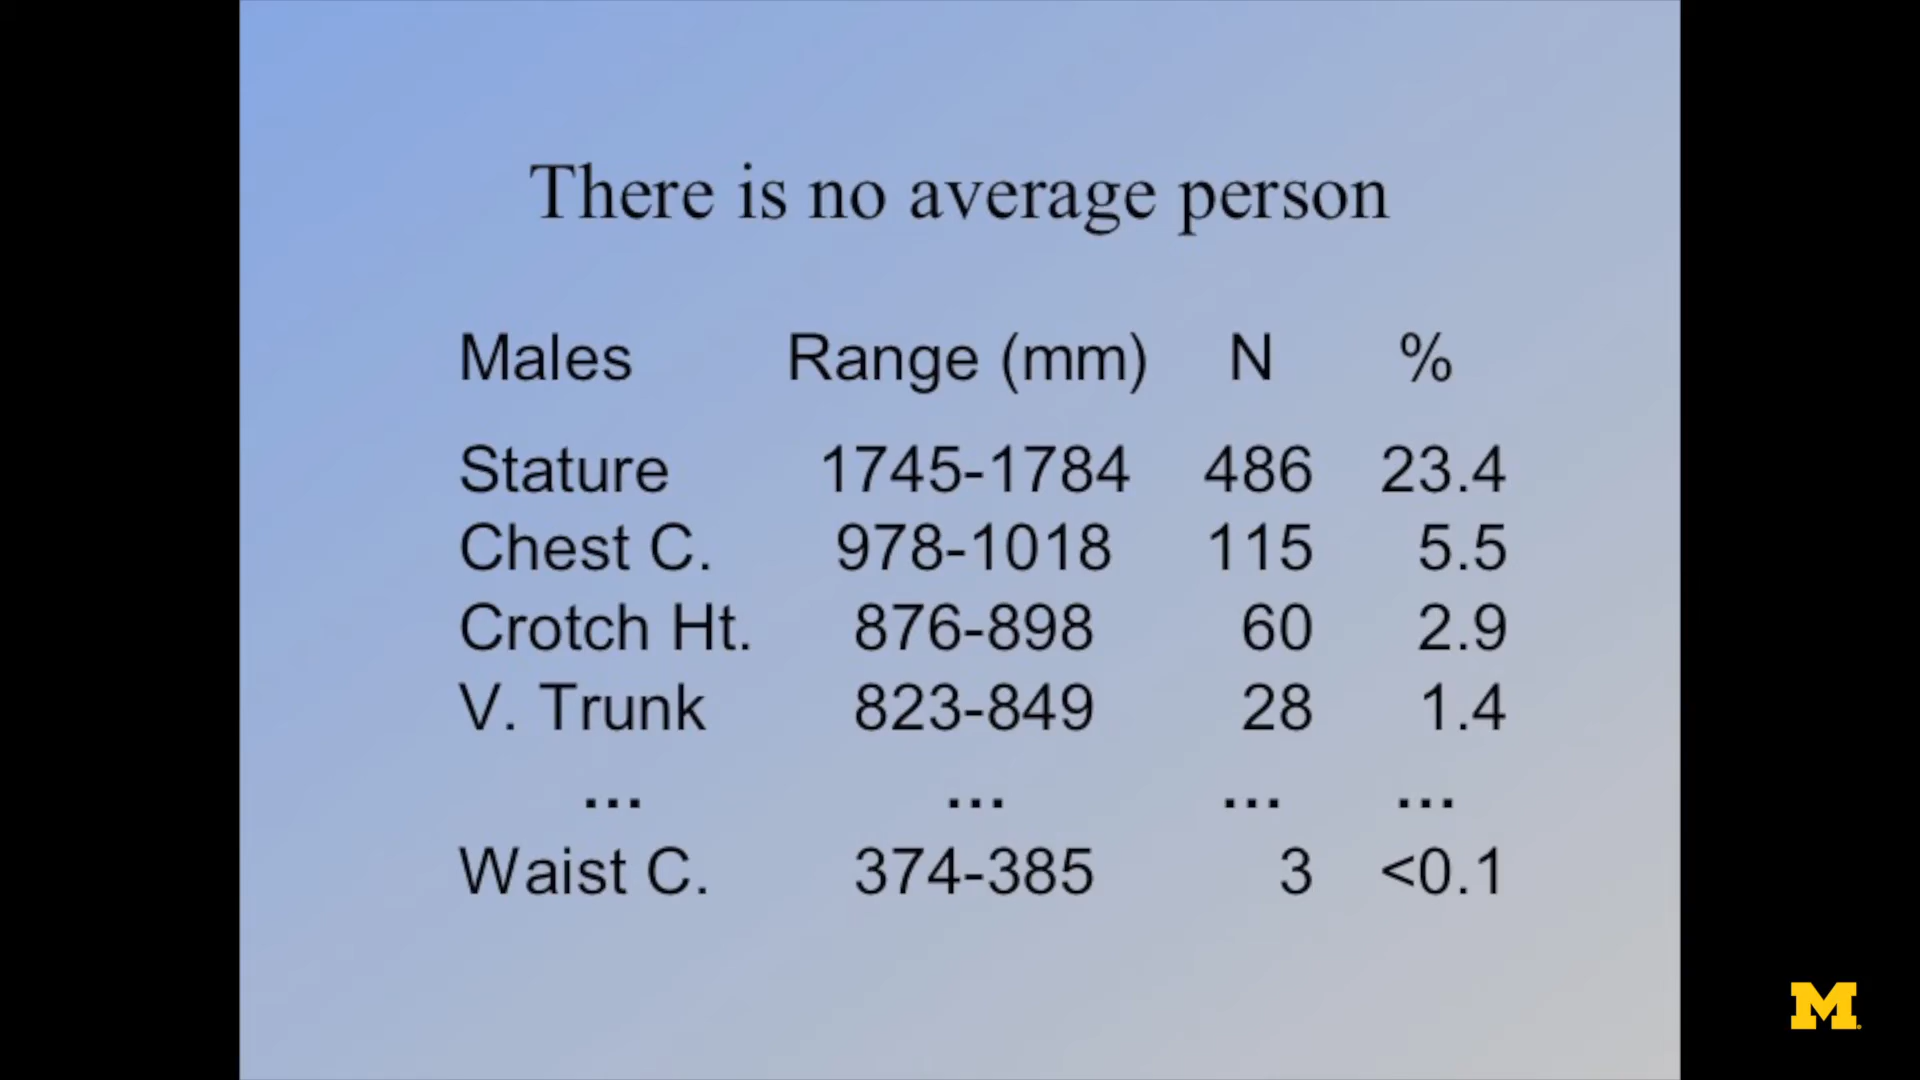 There is no average person
Males Range (mm) N %
Stature 1745-1784 486 23.4
Chest C. 978-1018 115 5.5
Crotch Ht. 876-898 60 2.9
V. Trunk 823-849 28 1.4
... ... ... ...
Waist C. 374-385 3 <0.1
M